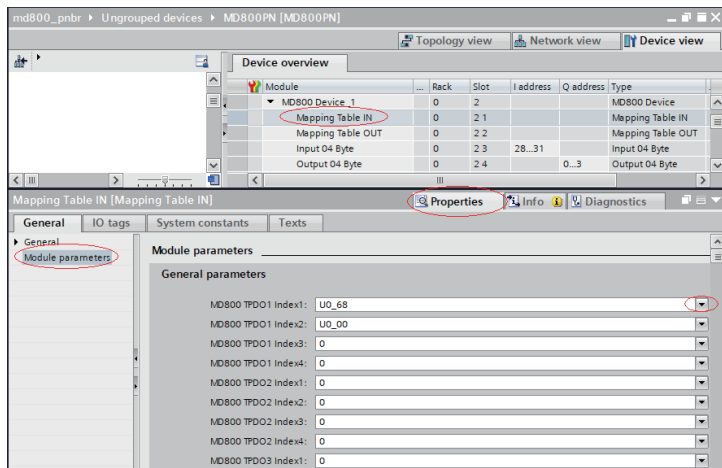 md800_pnbr ▸ Ungrouped devices ▸ MD800PN [MD800PN]
Topology view Network view Device view
Device overview
Module ... Rack Slot I address Q address Type
MD800 Device_1 0 2 MD800 Device
Mapping Table IN 0 2 1 Mapping Table IN
Mapping Table OUT 0 2 2 Mapping Table OUT
Input 04 Byte 0 2 3 28...31 Input 04 Byte
Output 04 Byte 0 2 4 0...3 Output 04 Byte
Mapping Table IN [Mapping Table IN] Properties Info Diagnostics
General IO tags System constants Texts
General
Module parameters
Module parameters
General parameters
MD800 TPDO1 Index1: U0_68
MD800 TPDO1 Index2: U0_00
MD800 TPDO1 Index3: 0
MD800 TPDO1 Index4: 0
MD800 TPDO2 Index1: 0
MD800 TPDO2 Index2: 0
MD800 TPDO2 Index3: 0
MD800 TPDO2 Index4: 0
MD800 TPDO3 Index1: 0